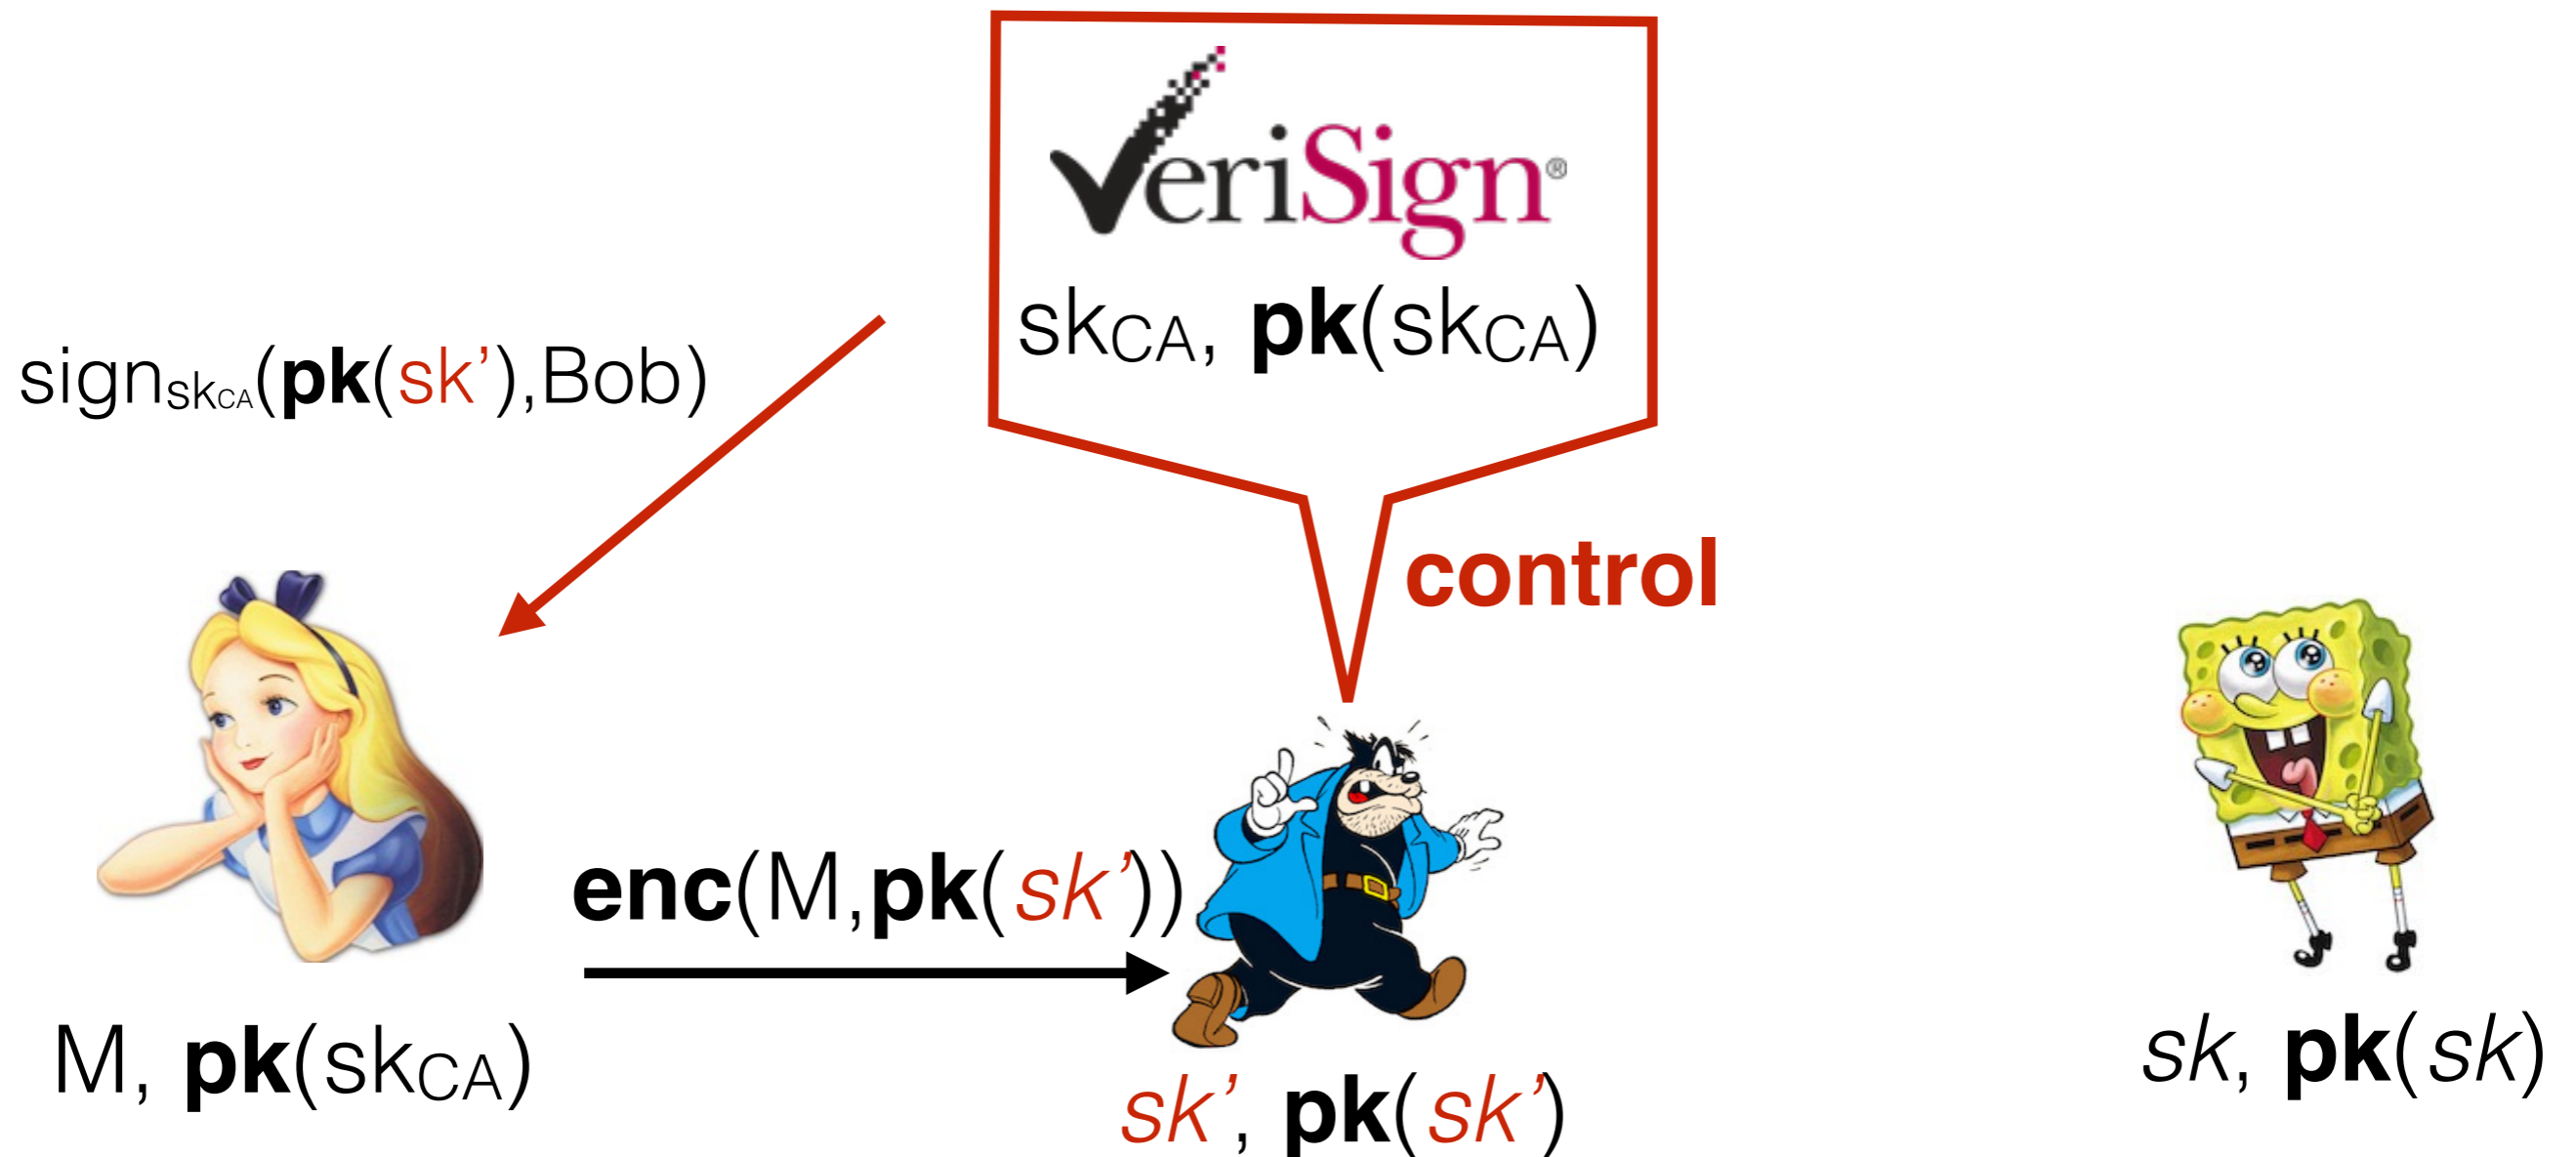 VeriSign®
skCA, pk(skCA)
signskCA(pk(sk’),Bob)
control
enc(M,pk(sk’))
M, pk(skCA)
sk’, pk(sk’)
sk, pk(sk)